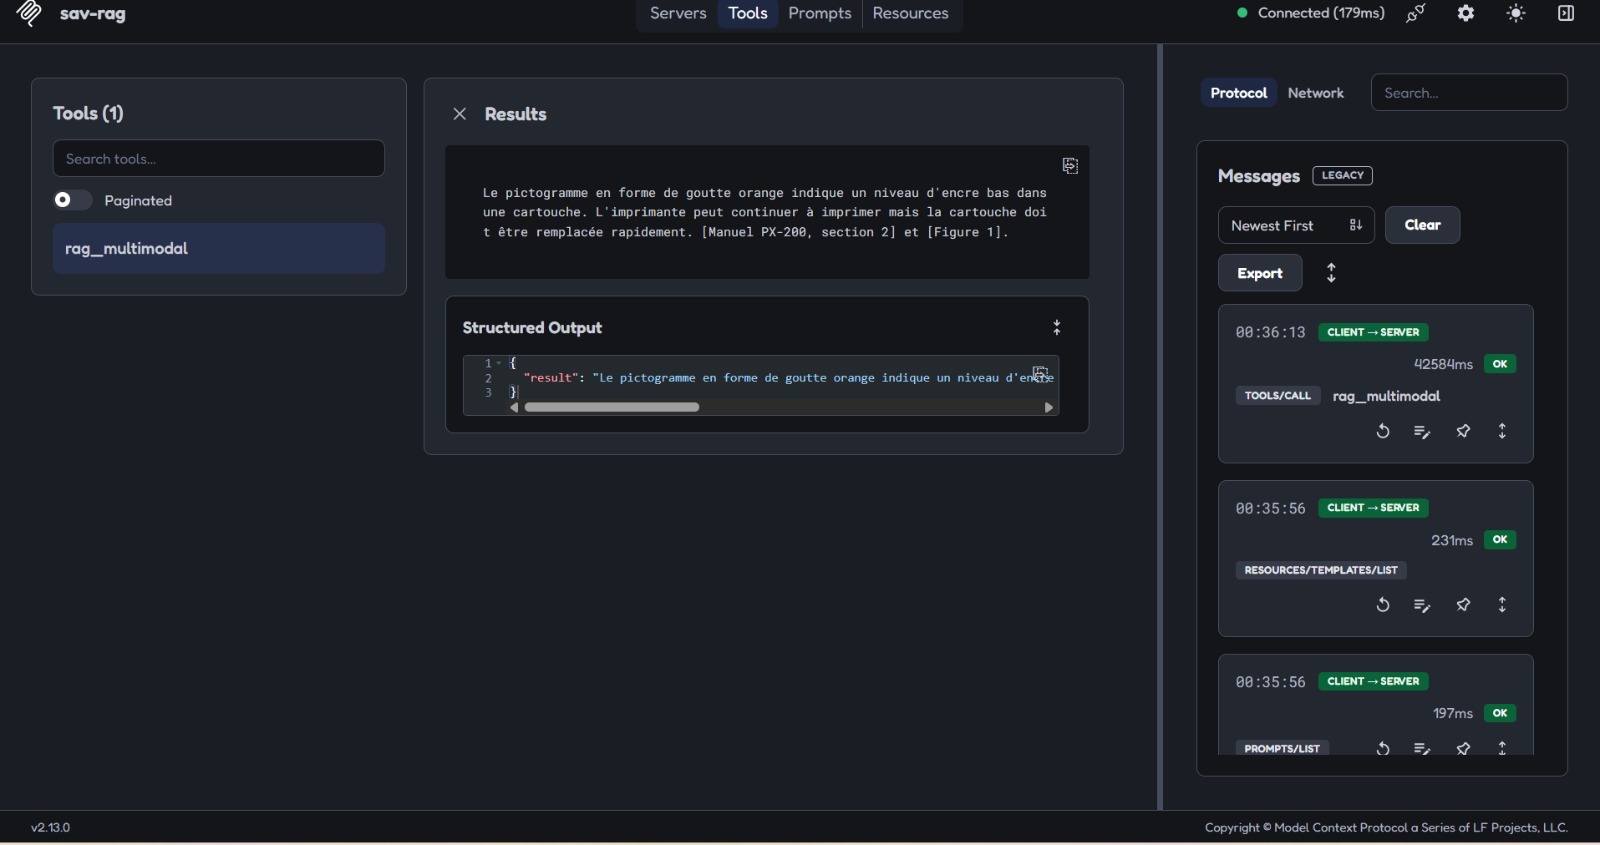 sav-rag
Servers Tools Prompts Resources
Connected (179ms)
Tools (1)
Search tools...
Paginated
rag_multimodal
Results
Le pictogramme en forme de goutte orange indique un niveau d'encre bas dans
une cartouche. L'imprimante peut continuer à imprimer mais la cartouche doi
t être remplacée rapidement. [Manuel PX-200, section 2] et [Figure 1].
Structured Output
1 {
2 "result": "Le pictogramme en forme de goutte orange indique un niveau d'encre
3 }
Protocol Network Search...
Messages LEGACY
Newest First Clear
Export
00:36:13 CLIENT → SERVER
42584ms OK
TOOLS/CALL rag_multimodal
00:35:56 CLIENT → SERVER
231ms OK
RESOURCES/TEMPLATES/LIST
00:35:56 CLIENT → SERVER
197ms OK
PROMPTS/LIST
v2.13.0
Copyright © Model Context Protocol a Series of LF Projects, LLC.